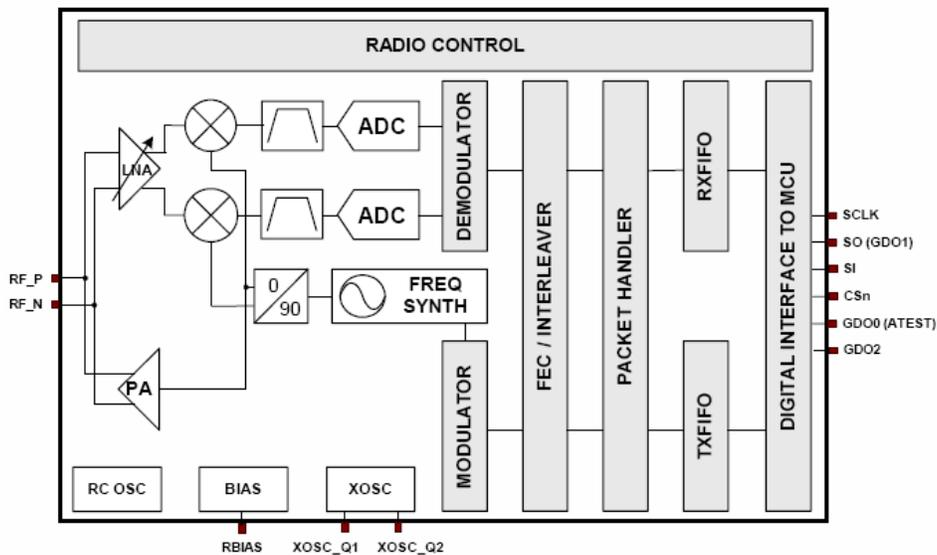 RADIO CONTROL
LNA
ADC
ADC
DEMODULATOR
FEC / INTERLEAVER
PACKET HANDLER
RXFIFO
DIGITAL INTERFACE TO MCU
SCLK
SO (GDO1)
SI
CSn
GDO0 (ATEST)
GDO2
RF_P
RF_N
0
90
FREQ
SYNTH
PA
MODULATOR
TXFIFO
RC OSC
BIAS
XOSC
RBIAS
XOSC_Q1
XOSC_Q2